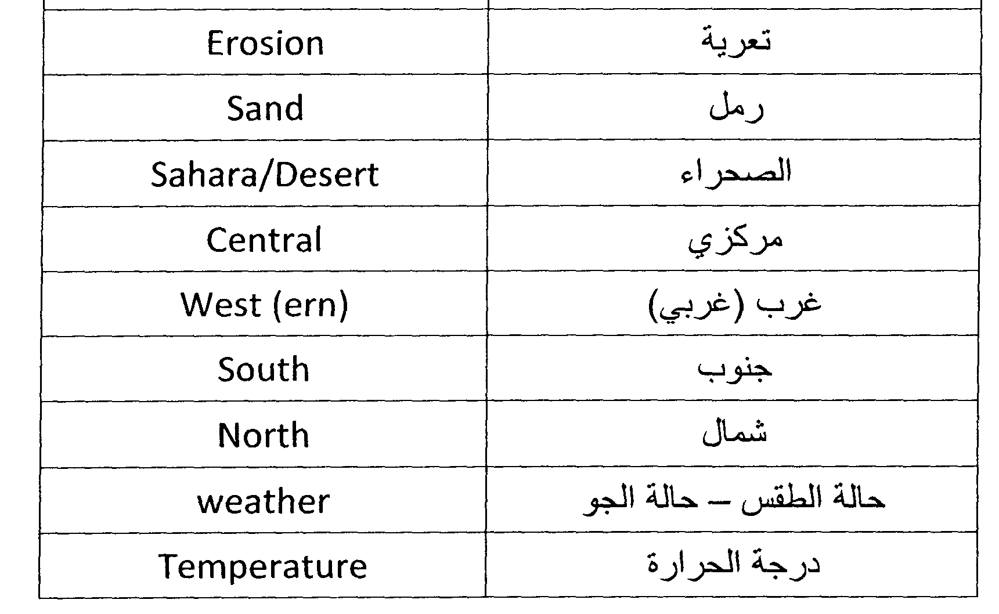 Erosion تعرية
Sand رمل
Sahara/Desert الصحراء
Central مركزي
West (ern) غرب (غربي)
South جنوب
North شمال
weather حالة الطقس – حالة الجو
Temperature درجة الحرارة